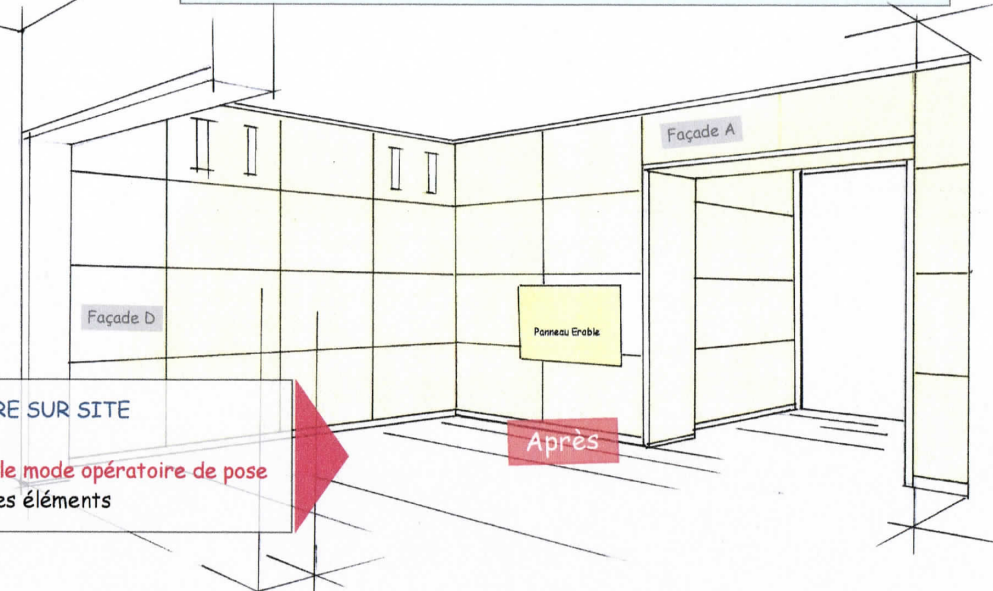 Façade A
Façade D
Panneau Erable
RE SUR SITE
le mode opératoire de pose
es éléments
Après